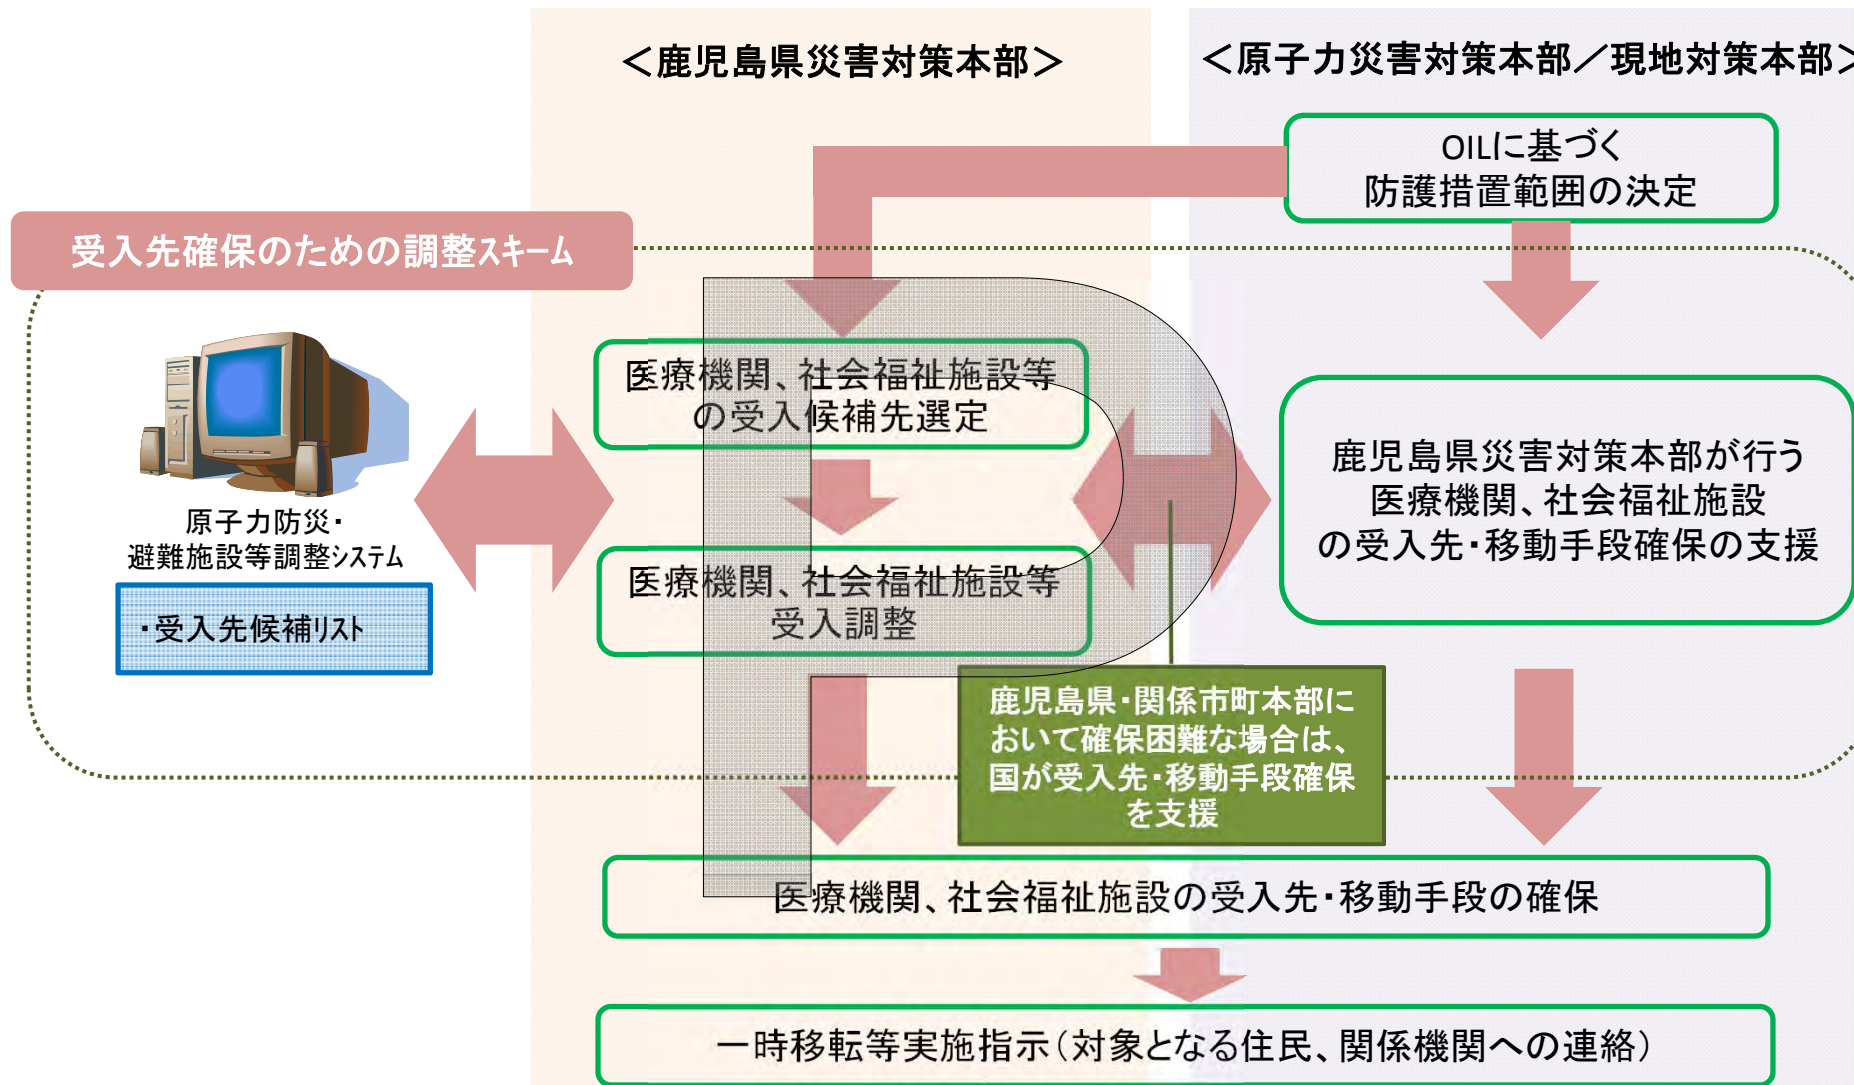 ＜鹿児島県災害対策本部＞
＜原子力災害対策本部／現地対策本部＞
OILに基づく
防護措置範囲の決定
受入先確保のための調整スキーム
医療機関、社会福祉施設等
の受入候補先選定
鹿児島県災害対策本部が行う
医療機関、社会福祉施設
の受入先・移動手段確保の支援
原子力防災・
避難施設等調整システム
・受入先候補リスト
医療機関、社会福祉施設等
受入調整
鹿児島県・関係市町本部に
おいて確保困難な場合は、
国が受入先・移動手段確保
を支援
医療機関、社会福祉施設の受入先・移動手段の確保
一時移転等実施指示（対象となる住民、関係機関への連絡）